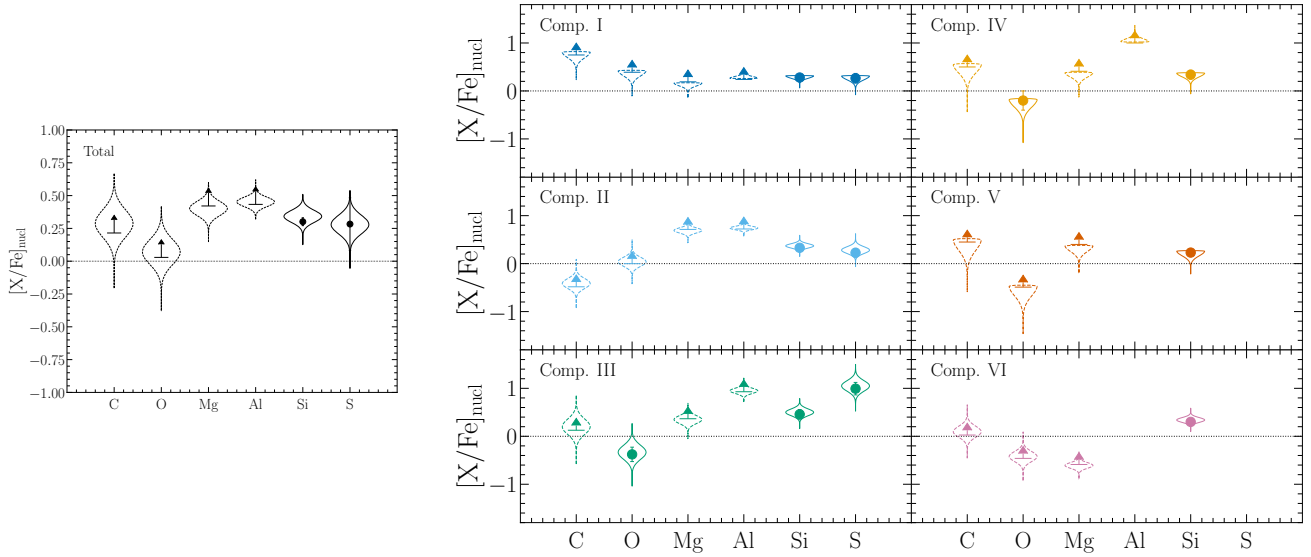 Total
[X/Fe]nucl
1.00
0.75
0.50
0.25
0.00
−0.25
−0.50
−0.75
−1.00
C O Mg Al Si S
Comp. I
[X/Fe]nucl
1
0
−1
Comp. IV
Comp. II
[X/Fe]nucl
1
0
−1
Comp. V
Comp. III
[X/Fe]nucl
1
0
−1
Comp. VI
C O Mg Al Si S
C O Mg Al Si S